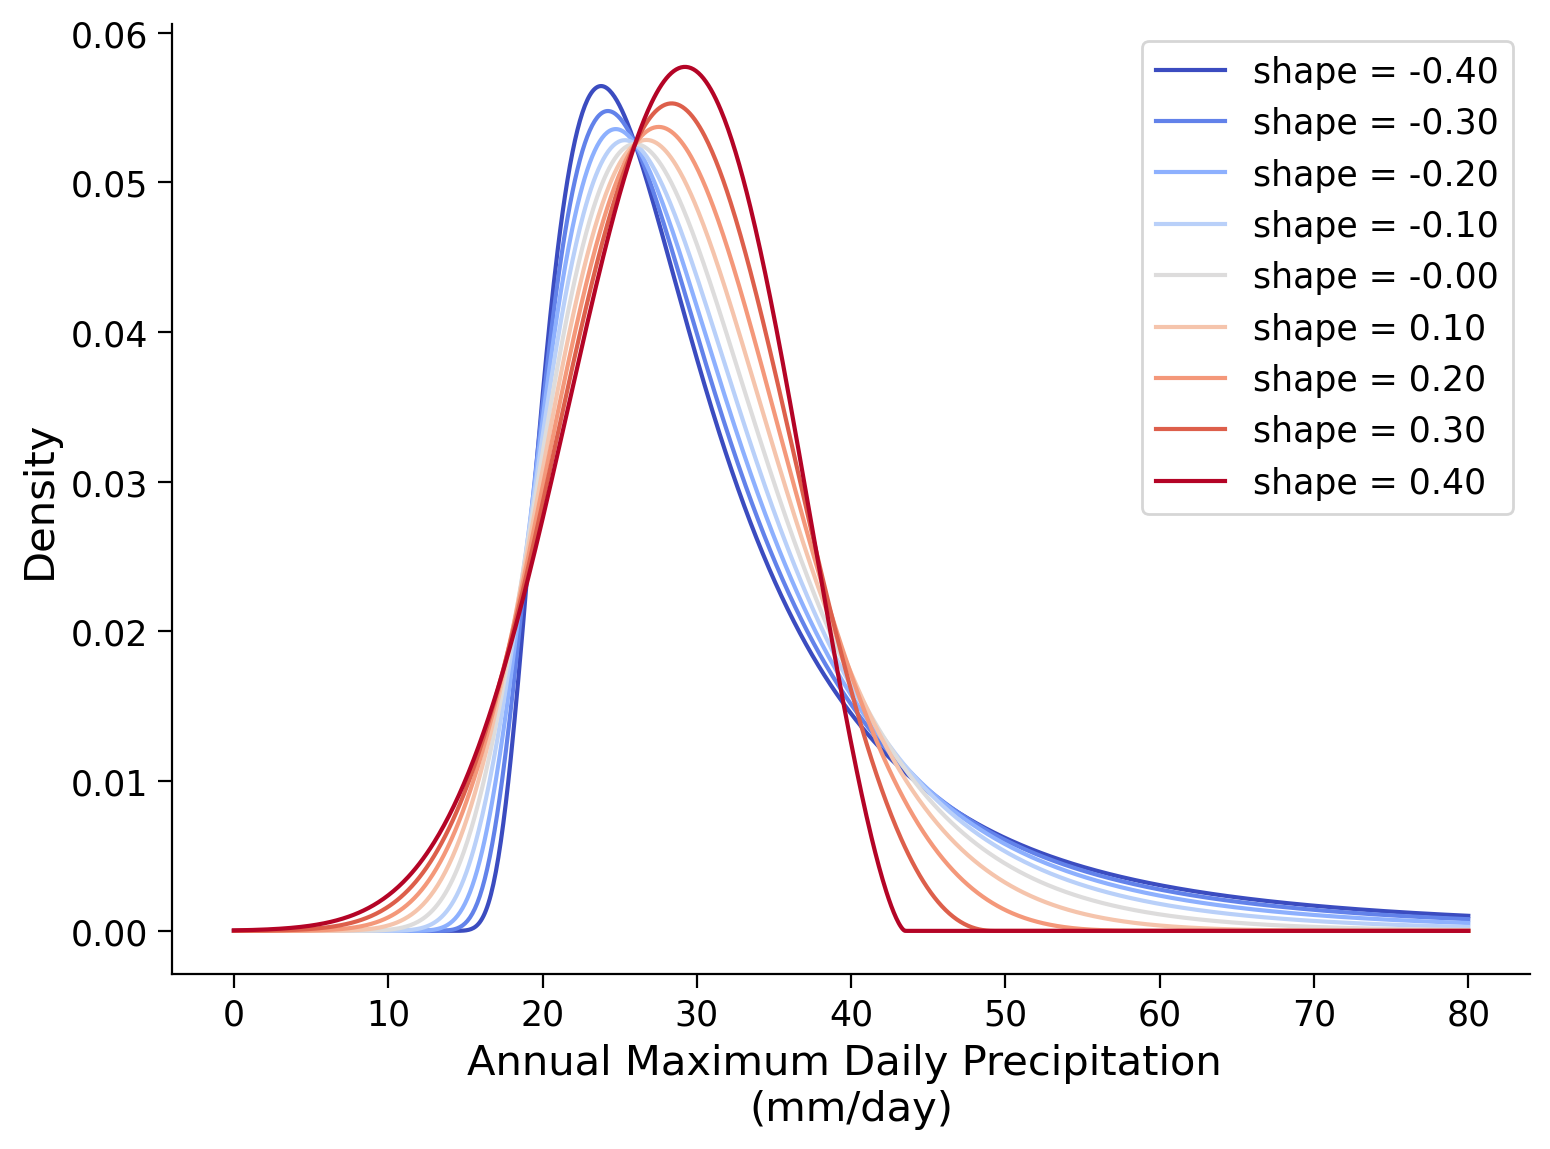 0.06
0.05
0.04
0.03
0.02
0.01
0.00
Density
0 10 20 30 40 50 60 70 80
Annual Maximum Daily Precipitation
(mm/day)
shape = -0.40
shape = -0.30
shape = -0.20
shape = -0.10
shape = -0.00
shape = 0.10
shape = 0.20
shape = 0.30
shape = 0.40